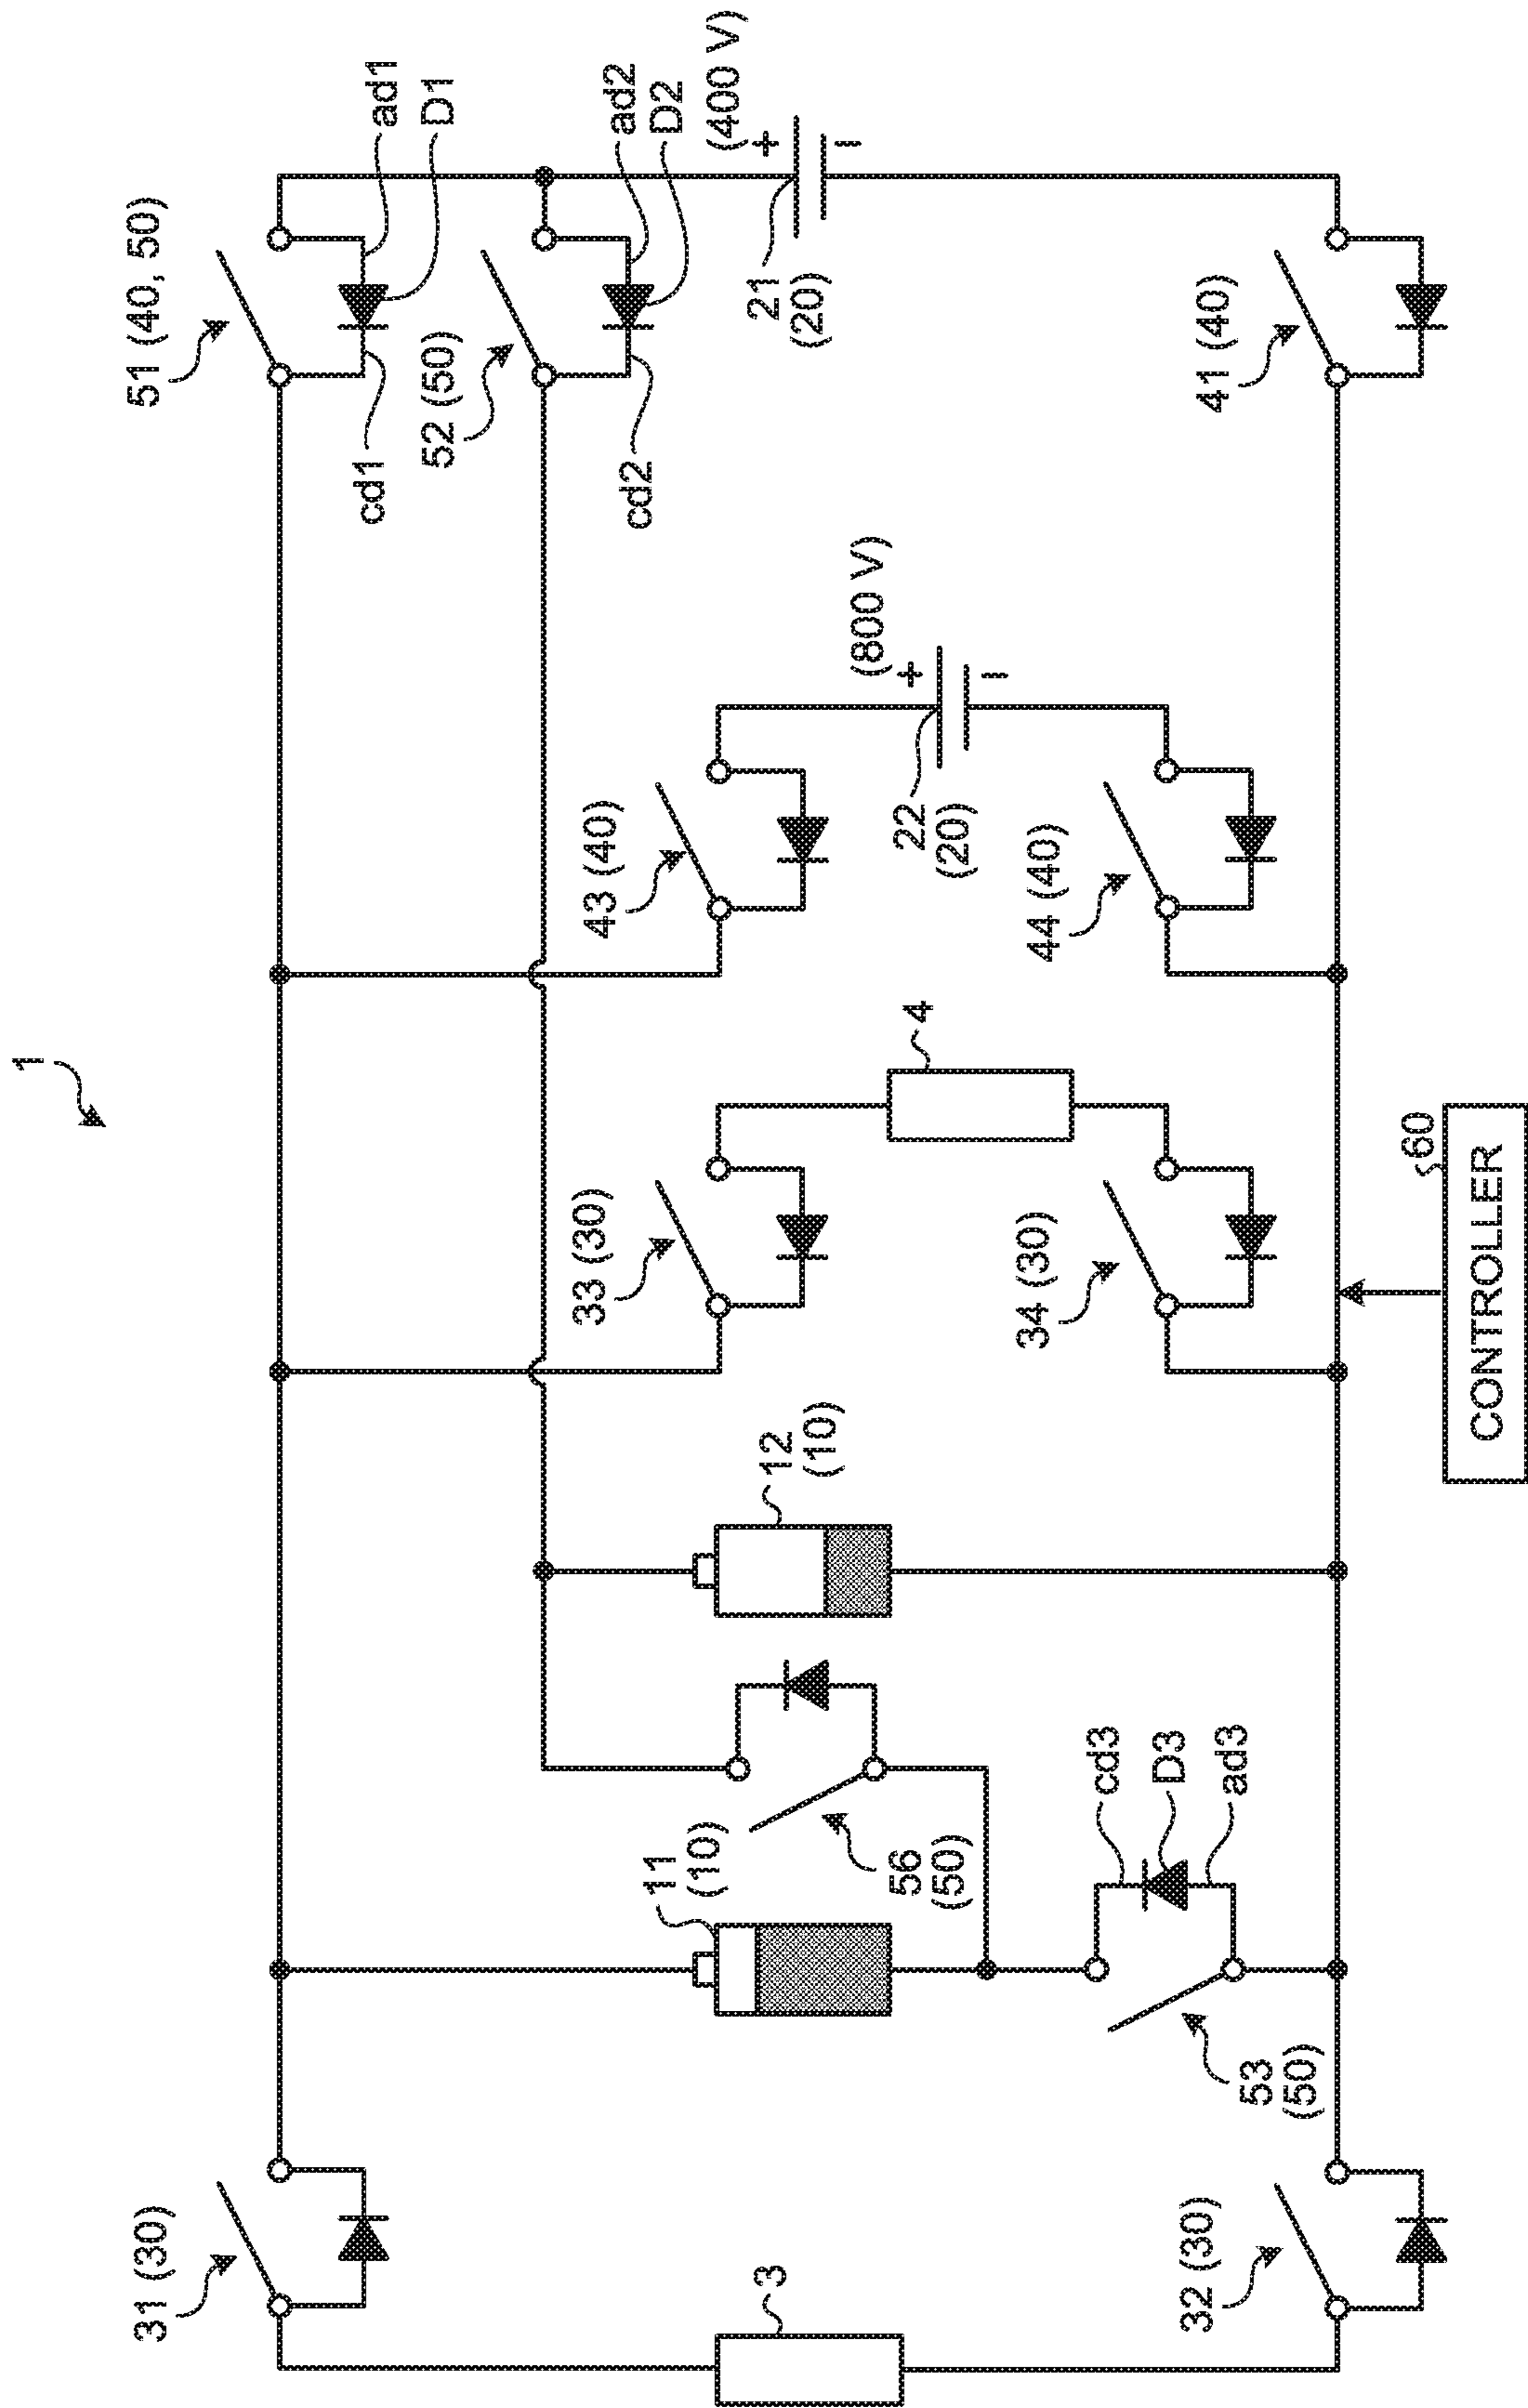 1
51 (40, 50)
ad1
D1
cd1
52 (50)
ad2
D2
cd2
(400 V)
+
−
21
(20)
41 (40)
43 (40)
(800 V)
+
−
22
(20)
44 (40)
33 (30)
4
34 (30)
12
(10)
11
(10)
56
(50)
cd3
D3
ad3
53
(50)
31 (30)
3
32 (30)
60
CONTROLLER